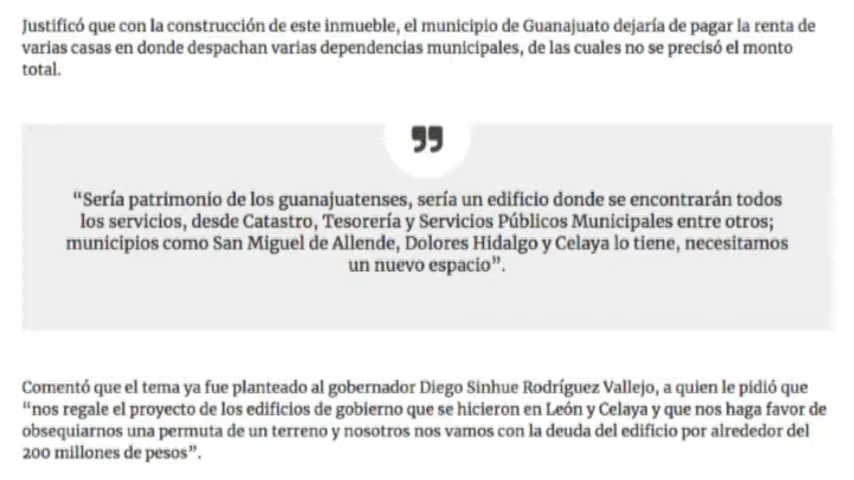 Justificó que con la construcción de este inmueble, el municipio de Guanajuato dejaría de pagar la renta de
varias casas en donde despachan varias dependencias municipales, de las cuales no se precisó el monto
total.
“Sería patrimonio de los guanajuatenses, sería un edificio donde se encontrarán todos
los servicios, desde Catastro, Tesorería y Servicios Públicos Municipales entre otros;
municipios como San Miguel de Allende, Dolores Hidalgo y Celaya lo tiene, necesitamos
un nuevo espacio”.
Comentó que el tema ya fue planteado al gobernador Diego Sinhue Rodríguez Vallejo, a quien le pidió que
“nos regale el proyecto de los edificios de gobierno que se hicieron en León y Celaya y que nos haga favor de
obsequiarnos una permuta de un terreno y nosotros nos vamos con la deuda del edificio por alrededor del
200 millones de pesos”.